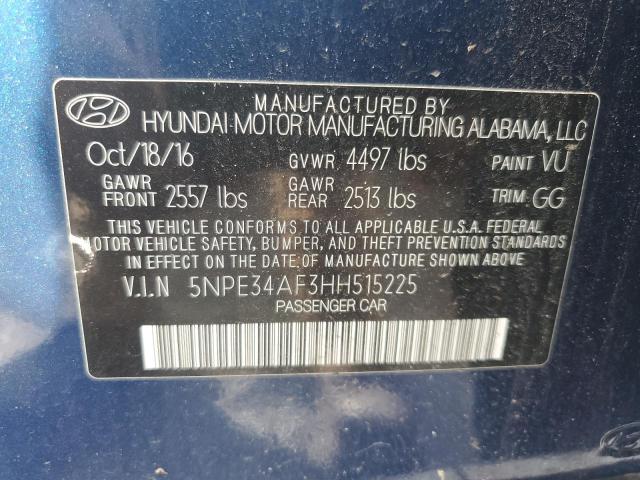 MANUFACTURED BY
HYUNDAI MOTOR MANUFACTURING ALABAMA, LLC
Oct/18/16 GVWR 4497 lbs PAINT VU
GAWR FRONT 2557 lbs GAWR REAR 2513 lbs TRIM GG
THIS VEHICLE CONFORMS TO ALL APPLICABLE U.S.A. FEDERAL
MOTOR VEHICLE SAFETY, BUMPER, AND THEFT PREVENTION STANDARDS
IN EFFECT ON THE DATE OF MANUFACTURE SHOWN ABOVE
V.I.N 5NPE34AF3HH515225
PASSENGER CAR